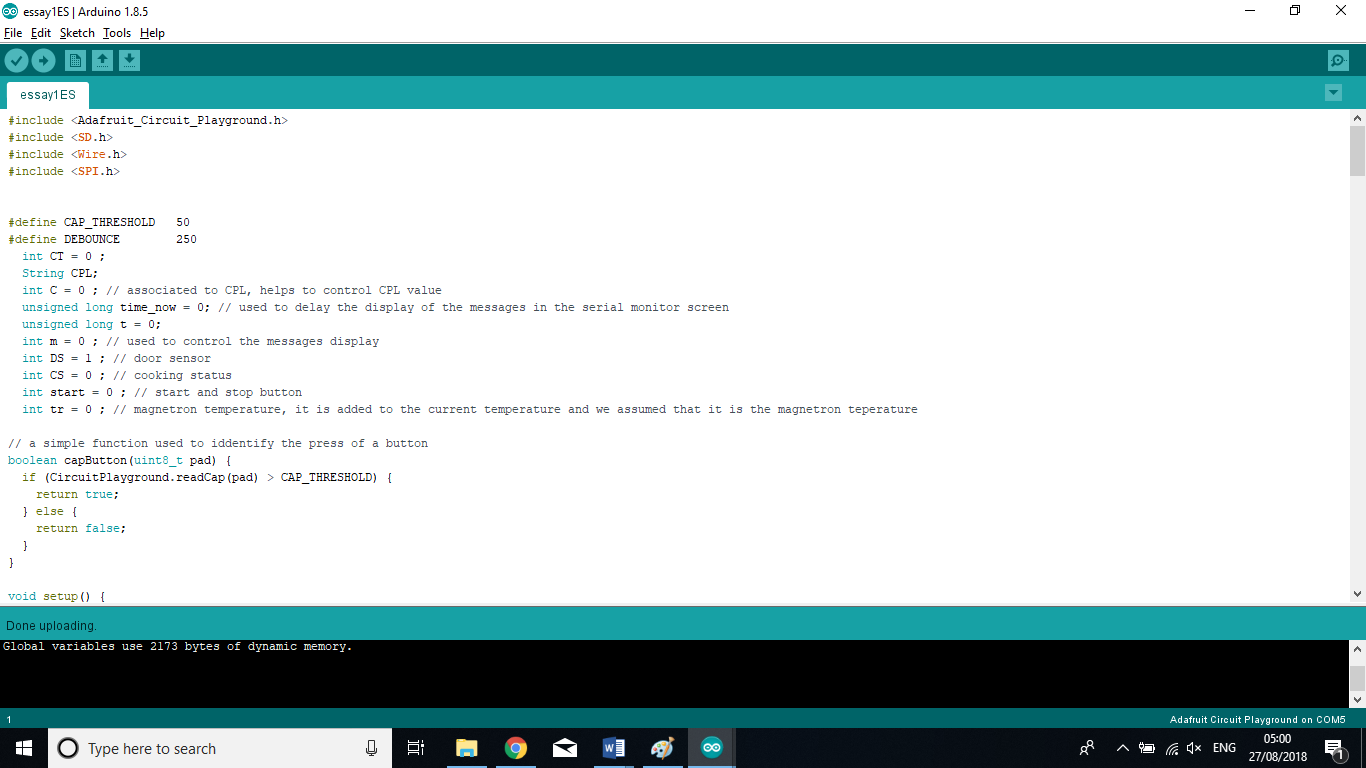 essay1ES | Arduino 1.8.5
File Edit Sketch Tools Help
essay1ES
#include <Adafruit_Circuit_Playground.h>
#include <SD.h>
#include <Wire.h>
#include <SPI.h>
#define CAP_THRESHOLD   50
#define DEBOUNCE        250
  int CT = 0 ;
  String CPL;
  int C = 0 ; // associated to CPL, helps to control CPL value
  unsigned long time_now = 0; // used to delay the display of the messages in the serial monitor screen
  unsigned long t = 0;
  int m = 0 ; // used to control the messages display
  int DS = 1 ; // door sensor
  int CS = 0 ; // cooking status
  int start = 0 ; // start and stop button
  int tr = 0 ; // magnetron temperature, it is added to the current temperature and we assumed that it is the magnetron teperature
// a simple function used to iddentify the press of a button
boolean capButton(uint8_t pad) {
  if (CircuitPlayground.readCap(pad) > CAP_THRESHOLD) {
    return true;
  } else {
    return false;
  }
}
void setup() {
Done uploading.
Global variables use 2173 bytes of dynamic memory.
1
Adafruit Circuit Playground on COM5
Type here to search
ENG
05:00
27/08/2018
1